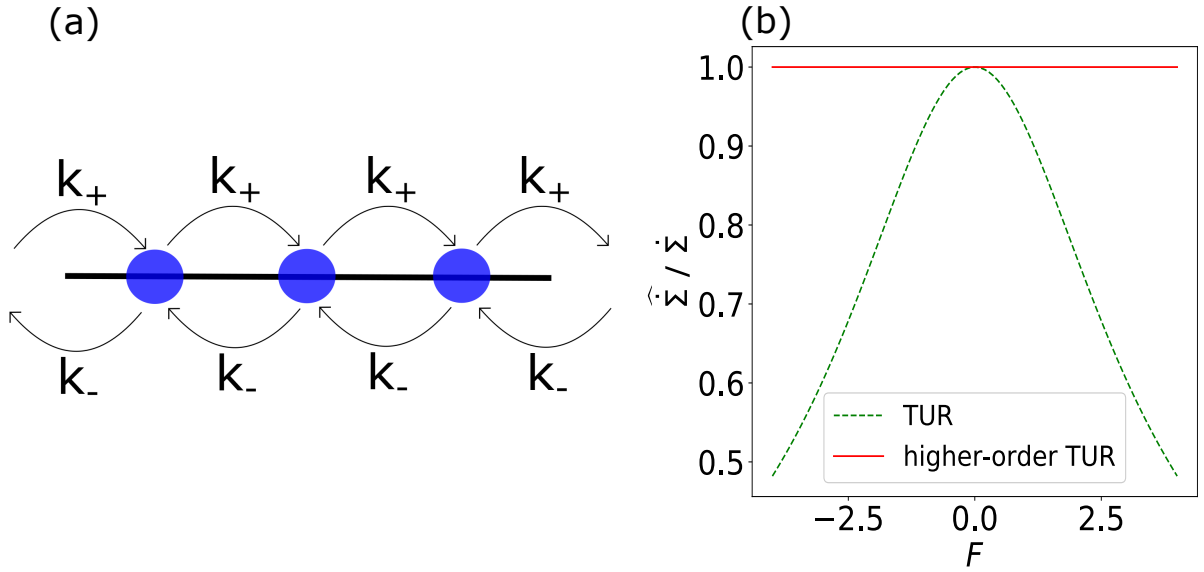 (a)
k₊ k₊ k₊ k₊
k₋ k₋ k₋ k₋
(b)
1.0
0.9
0.8
0.7
0.6
0.5
−2.5 0.0 2.5
F
Σ̇̂ / Σ̇
TUR
higher-order TUR